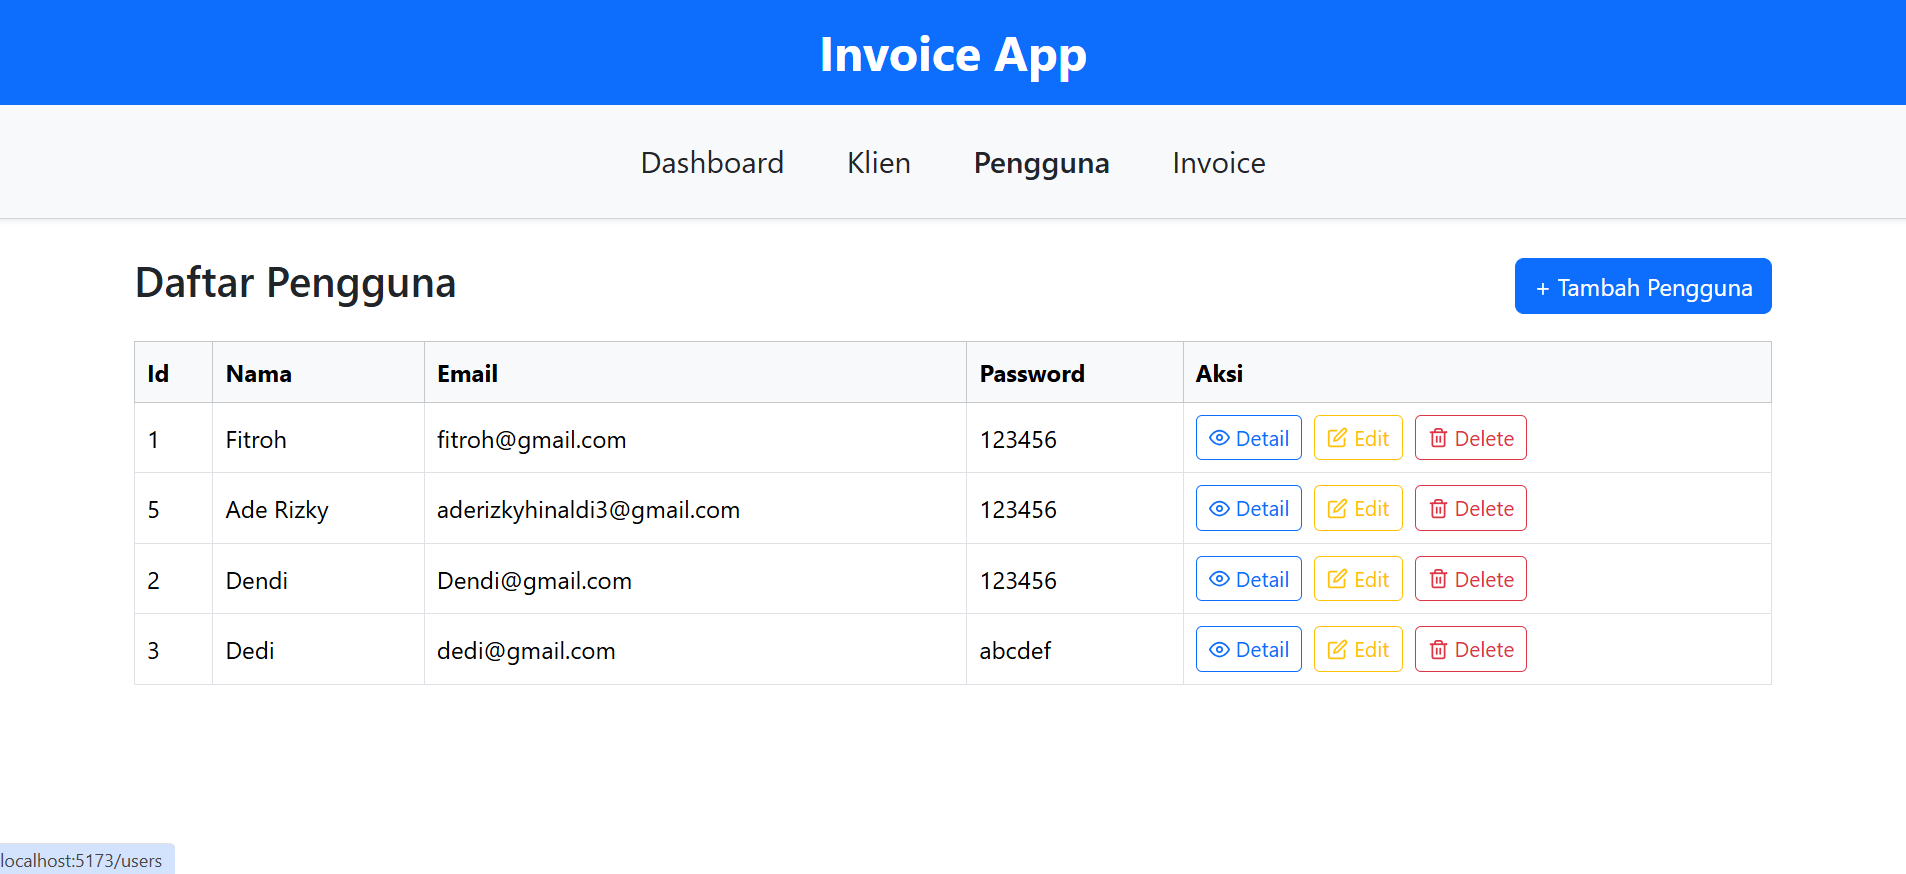 Invoice App
Dashboard Klien Pengguna Invoice
Daftar Pengguna
+ Tambah Pengguna
Id Nama Email Password Aksi
1 Fitroh fitroh@gmail.com 123456 Detail Edit Delete
5 Ade Rizky aderizkyhinaldi3@gmail.com 123456 Detail Edit Delete
2 Dendi Dendi@gmail.com 123456 Detail Edit Delete
3 Dedi dedi@gmail.com abcdef Detail Edit Delete
localhost:5173/users